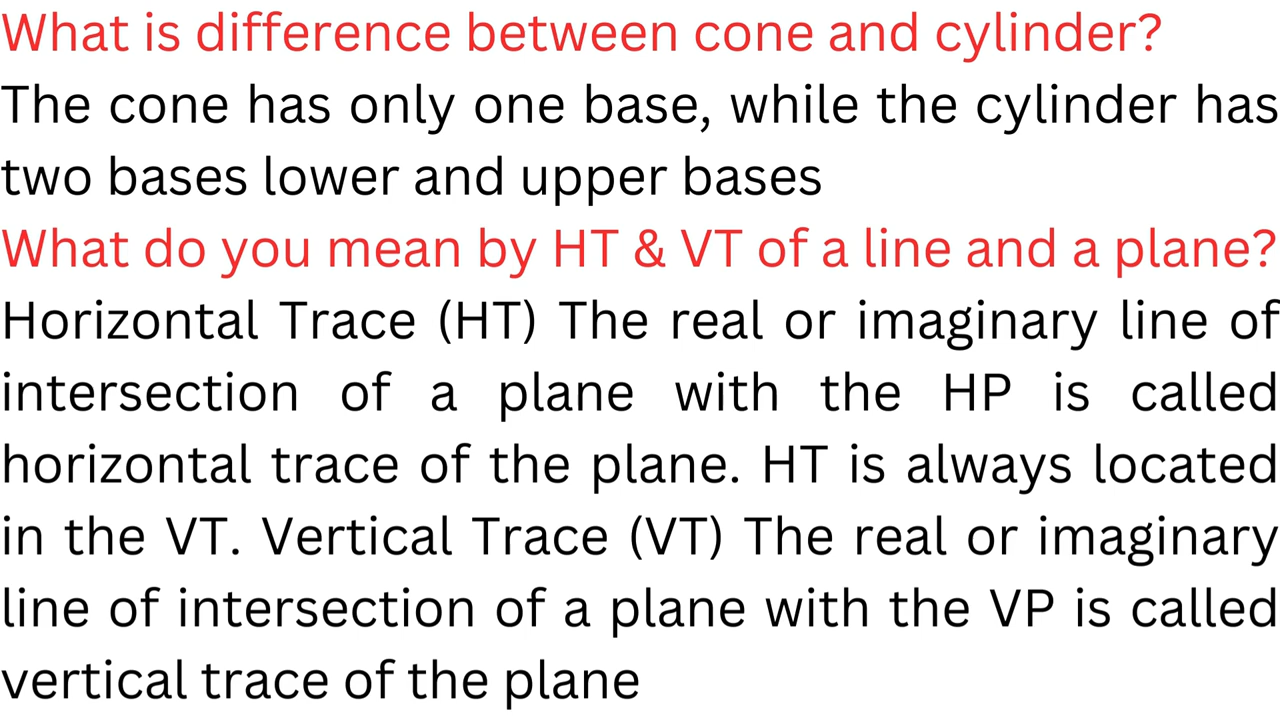 What is difference between cone and cylinder?
The cone has only one base, while the cylinder has
two bases lower and upper bases
What do you mean by HT & VT of a line and a plane?
Horizontal Trace (HT) The real or imaginary line of
intersection of a plane with the HP is called
horizontal trace of the plane. HT is always located
in the VT. Vertical Trace (VT) The real or imaginary
line of intersection of a plane with the VP is called
vertical trace of the plane